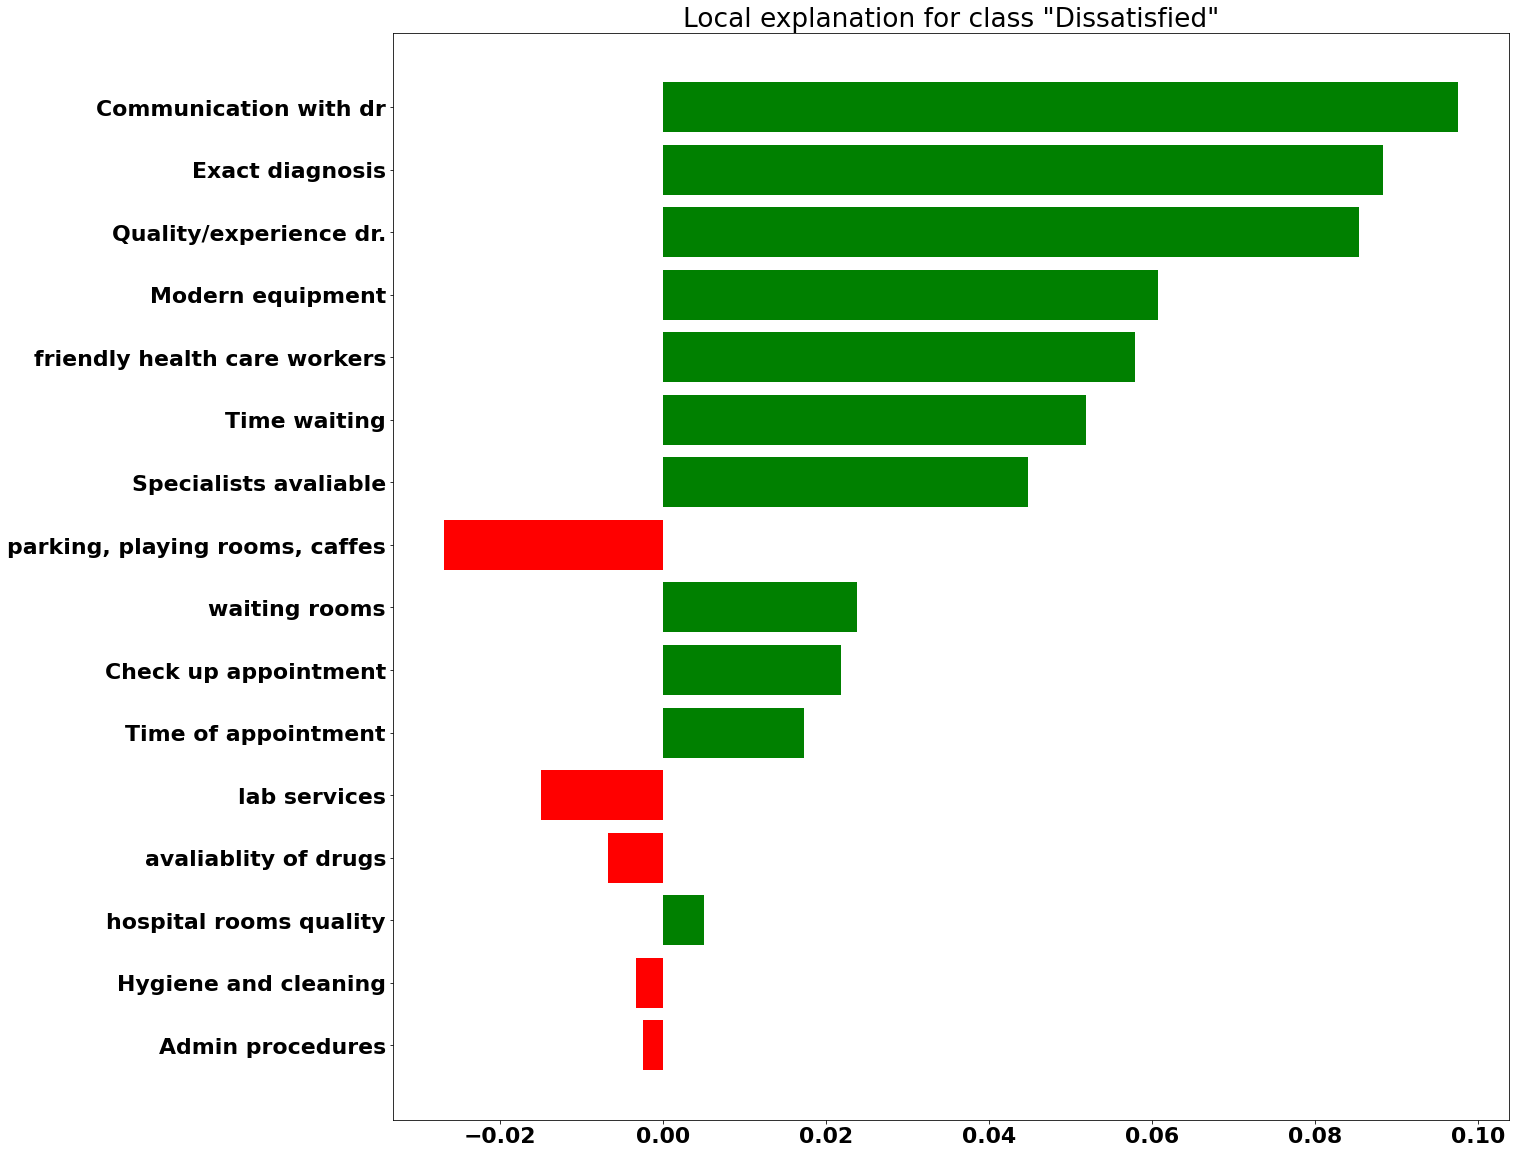 Local explanation for class "Dissatisfied"
Communication with dr
Exact diagnosis
Quality/experience dr.
Modern equipment
friendly health care workers
Time waiting
Specialists avaliable
parking, playing rooms, caffes
waiting rooms
Check up appointment
Time of appointment
lab services
avaliablity of drugs
hospital rooms quality
Hygiene and cleaning
Admin procedures
−0.02 0.00 0.02 0.04 0.06 0.08 0.10